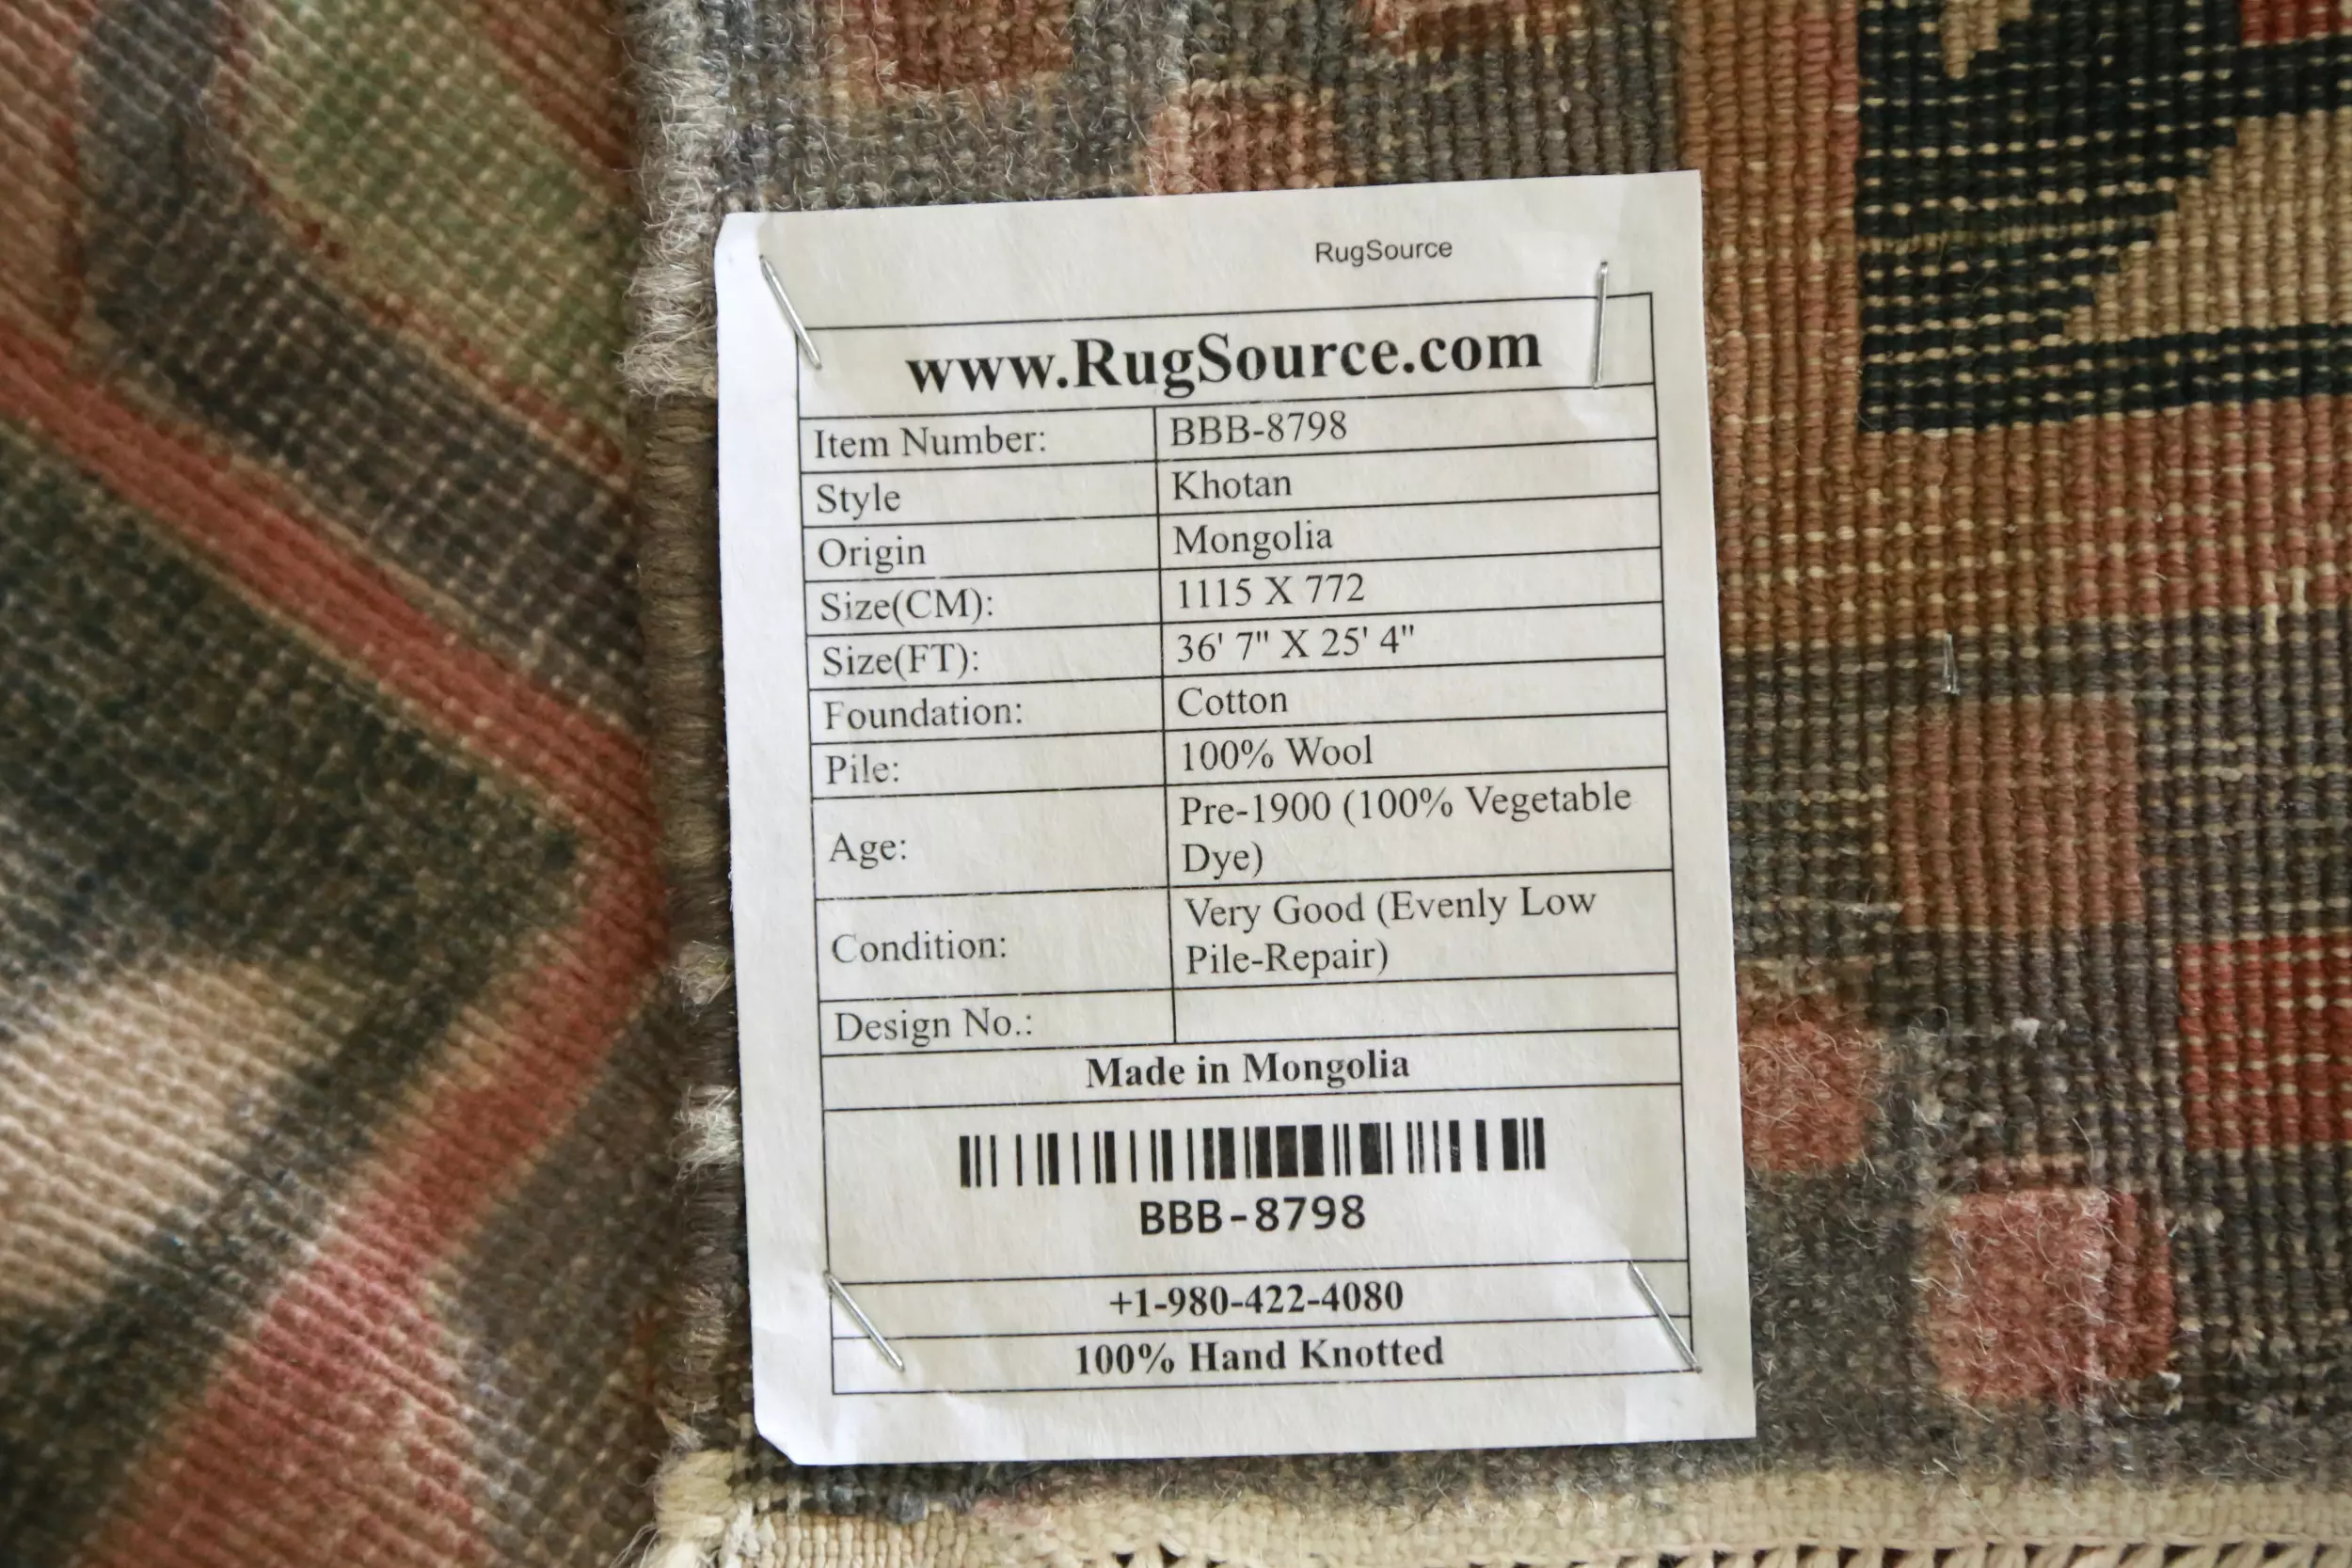 RugSource
www.RugSource.com
Item Number: BBB-8798
Style Khotan
Origin Mongolia
Size(CM): 1115 X 772
Size(FT): 36' 7" X 25' 4"
Foundation: Cotton
Pile: 100% Wool
Age: Pre-1900 (100% Vegetable
Dye)
Condition: Very Good (Evenly Low
Pile-Repair)
Design No.:
Made in Mongolia
BBB-8798
+1-980-422-4080
100% Hand Knotted